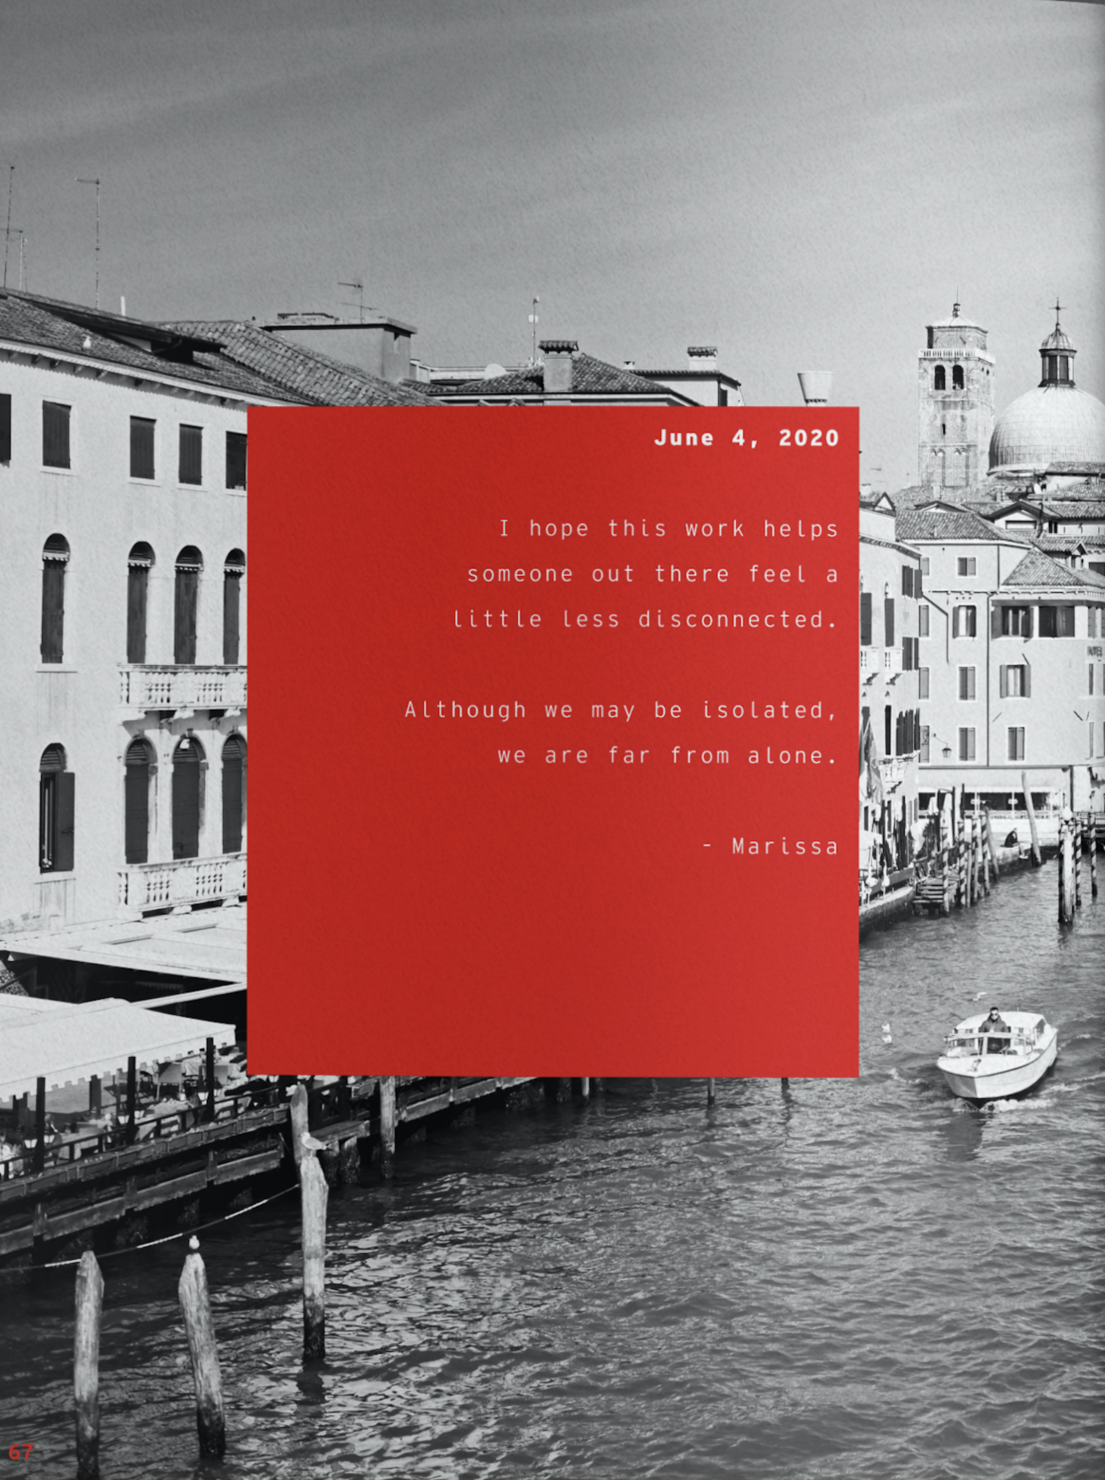 June 4, 2020
I hope this work helps
someone out there feel a
little less disconnected.
Although we may be isolated,
we are far from alone.
- Marissa
67